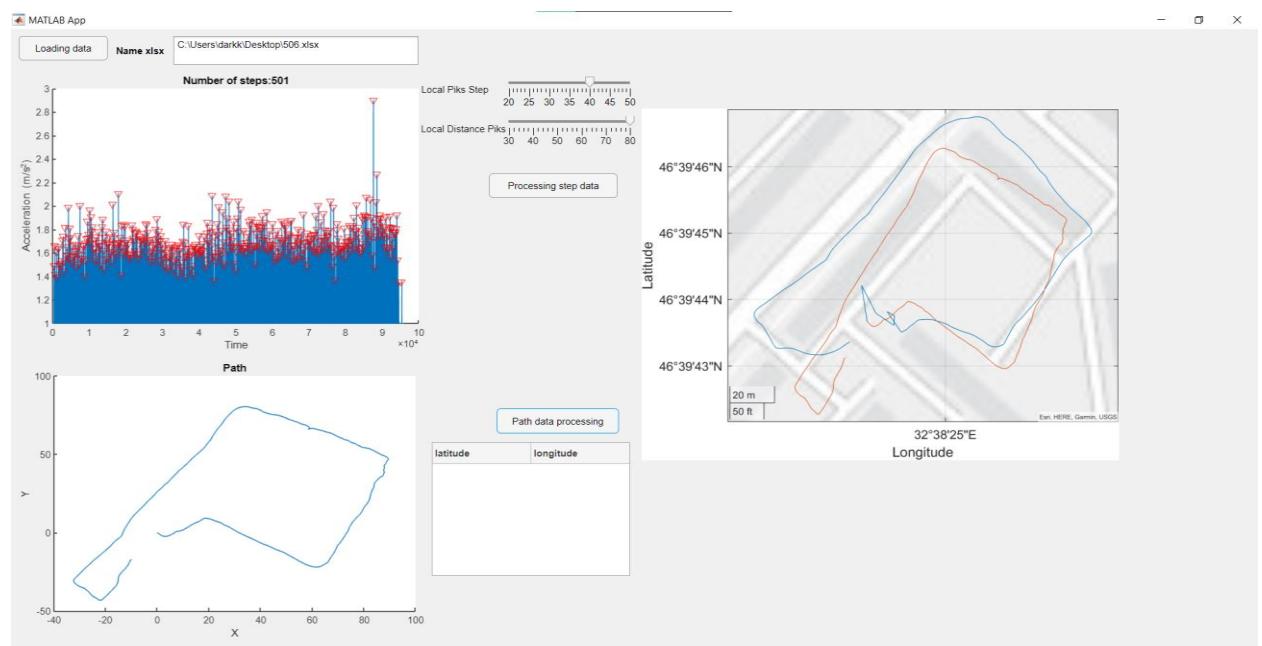 MATLAB App
Loading data
Name xlsx
C:\Users\darkk\Desktop\506.xlsx
Number of steps:501
Acceleration (m/s²)
3
2.8
2.6
2.4
2.2
2
1.8
1.6
1.4
1.2
1
0 1 2 3 4 5 6 7 8 9 10
Time
×10⁴
Local Piks Step
20 25 30 35 40 45 50
Local Distance Piks
30 40 50 60 70 80
Processing step data
Path
Y
100
50
0
-50
-40 -20 0 20 40 60 80 100
X
Path data processing
latitude longitude
Latitude
46°39'46"N
46°39'45"N
46°39'44"N
46°39'43"N
20 m
50 ft
Esri, HERE, Garmin, USGS
32°38'25"E
Longitude